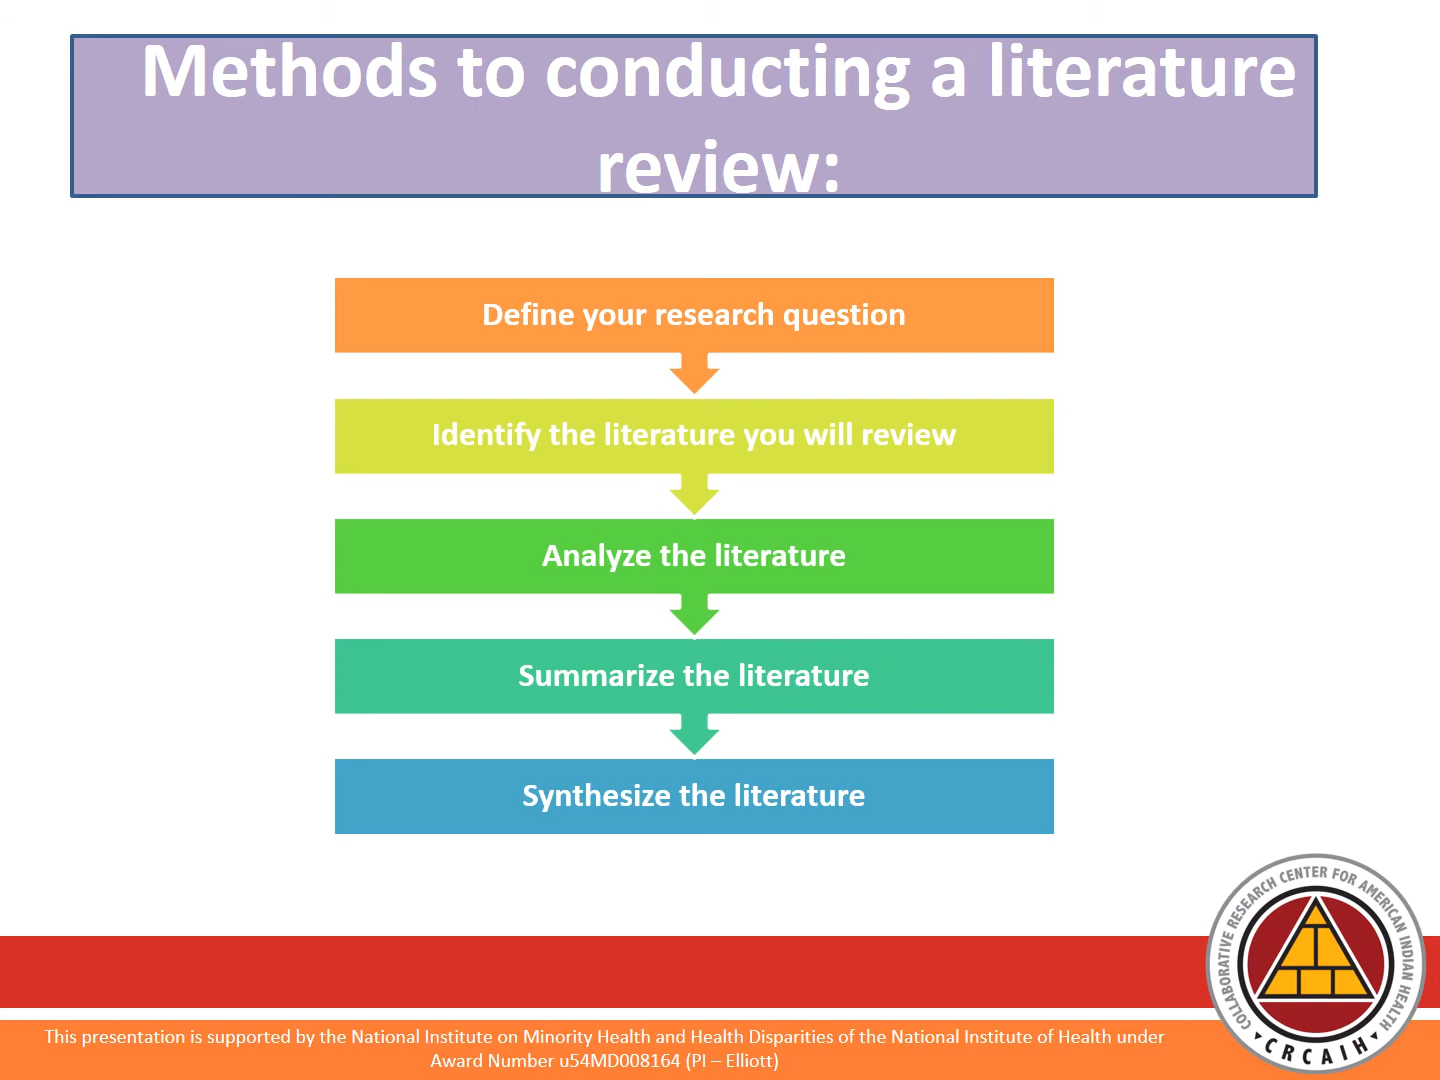 Methods to conducting a literature
review:
Define your research question
Identify the literature you will review
Analyze the literature
Summarize the literature
Synthesize the literature
COLLABORATIVE RESEARCH CENTER FOR AMERICAN INDIAN HEALTH
CRCAIH
This presentation is supported by the National Institute on Minority Health and Health Disparities of the National Institute of Health under
Award Number u54MD008164 (PI – Elliott)